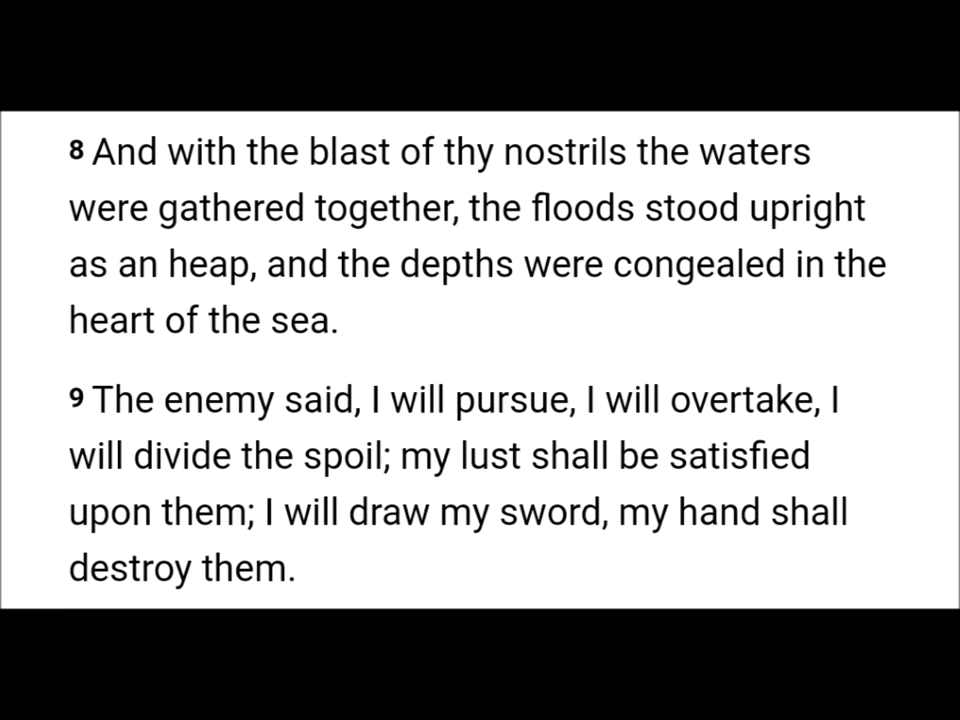 8 And with the blast of thy nostrils the waters
were gathered together, the floods stood upright
as an heap, and the depths were congealed in the
heart of the sea.
9 The enemy said, I will pursue, I will overtake, I
will divide the spoil; my lust shall be satisfied
upon them; I will draw my sword, my hand shall
destroy them.